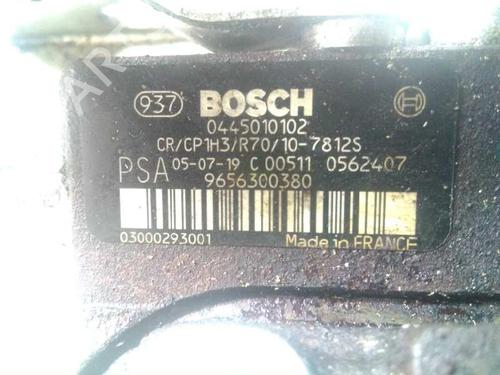 937 BOSCH
0445010102
CR/CP1H3/R70/10-7812S
PSA 05-07-19 C 00511 0562407
9656300380
03000293001 Made in FRANCE